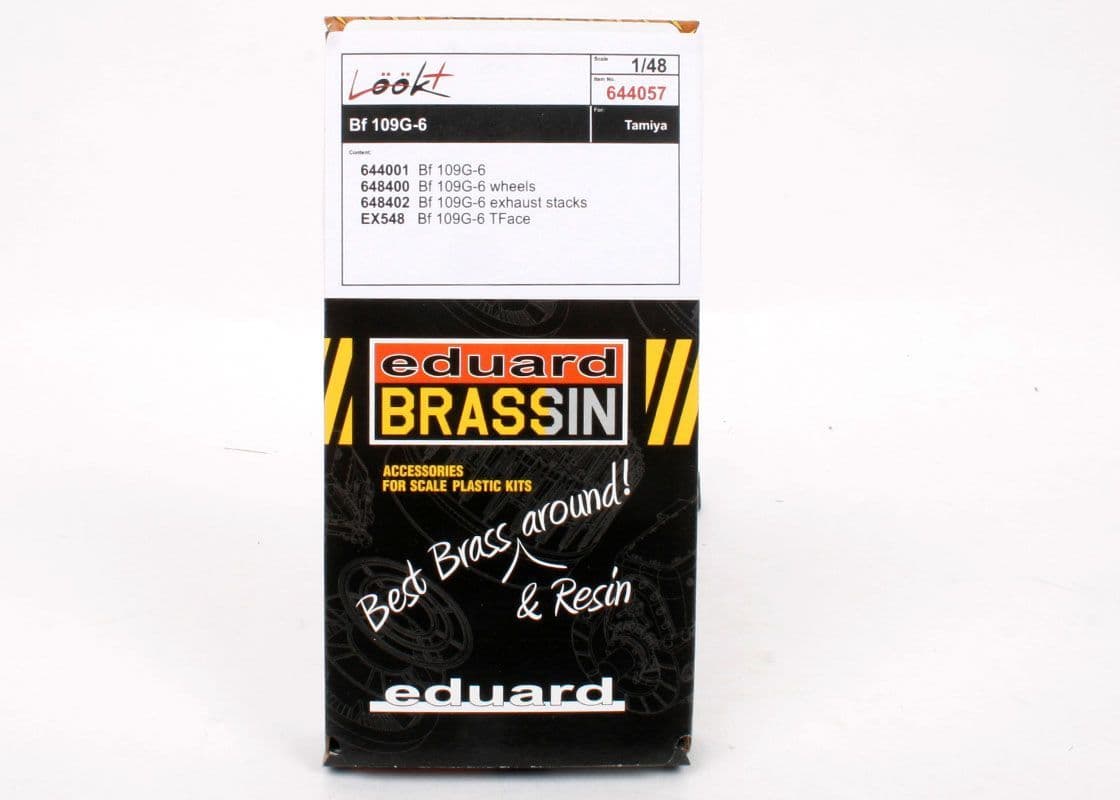 Löök+
Scale 1/48
Item No. 644057
Bf 109G-6
For: Tamiya
Content:
644001 Bf 109G-6
648400 Bf 109G-6 wheels
648402 Bf 109G-6 exhaust stacks
EX548 Bf 109G-6 TFace
eduard
BRASSIN
ACCESSORIES
FOR SCALE PLASTIC KITS
Best Brass around!
& Resin
eduard